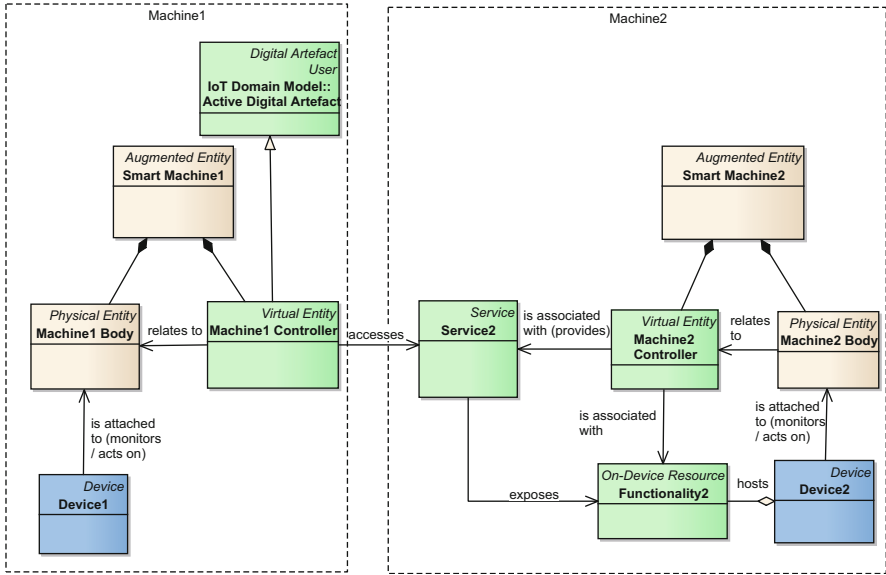 Machine1
Digital Artefact
User
IoT Domain Model::
Active Digital Artefact
Augmented Entity
Smart Machine1
Physical Entity
Machine1 Body
relates to
Virtual Entity
Machine1 Controller
is attached
to (monitors
/ acts on)
Device
Device1
accesses
Machine2
Augmented Entity
Smart Machine2
Service
Service2
is associated
with (provides)
Virtual Entity
Machine2
Controller
relates
to
Physical Entity
Machine2 Body
is associated
with
is attached
to (monitors
/ acts on)
exposes
On-Device Resource
Functionality2
hosts
Device
Device2